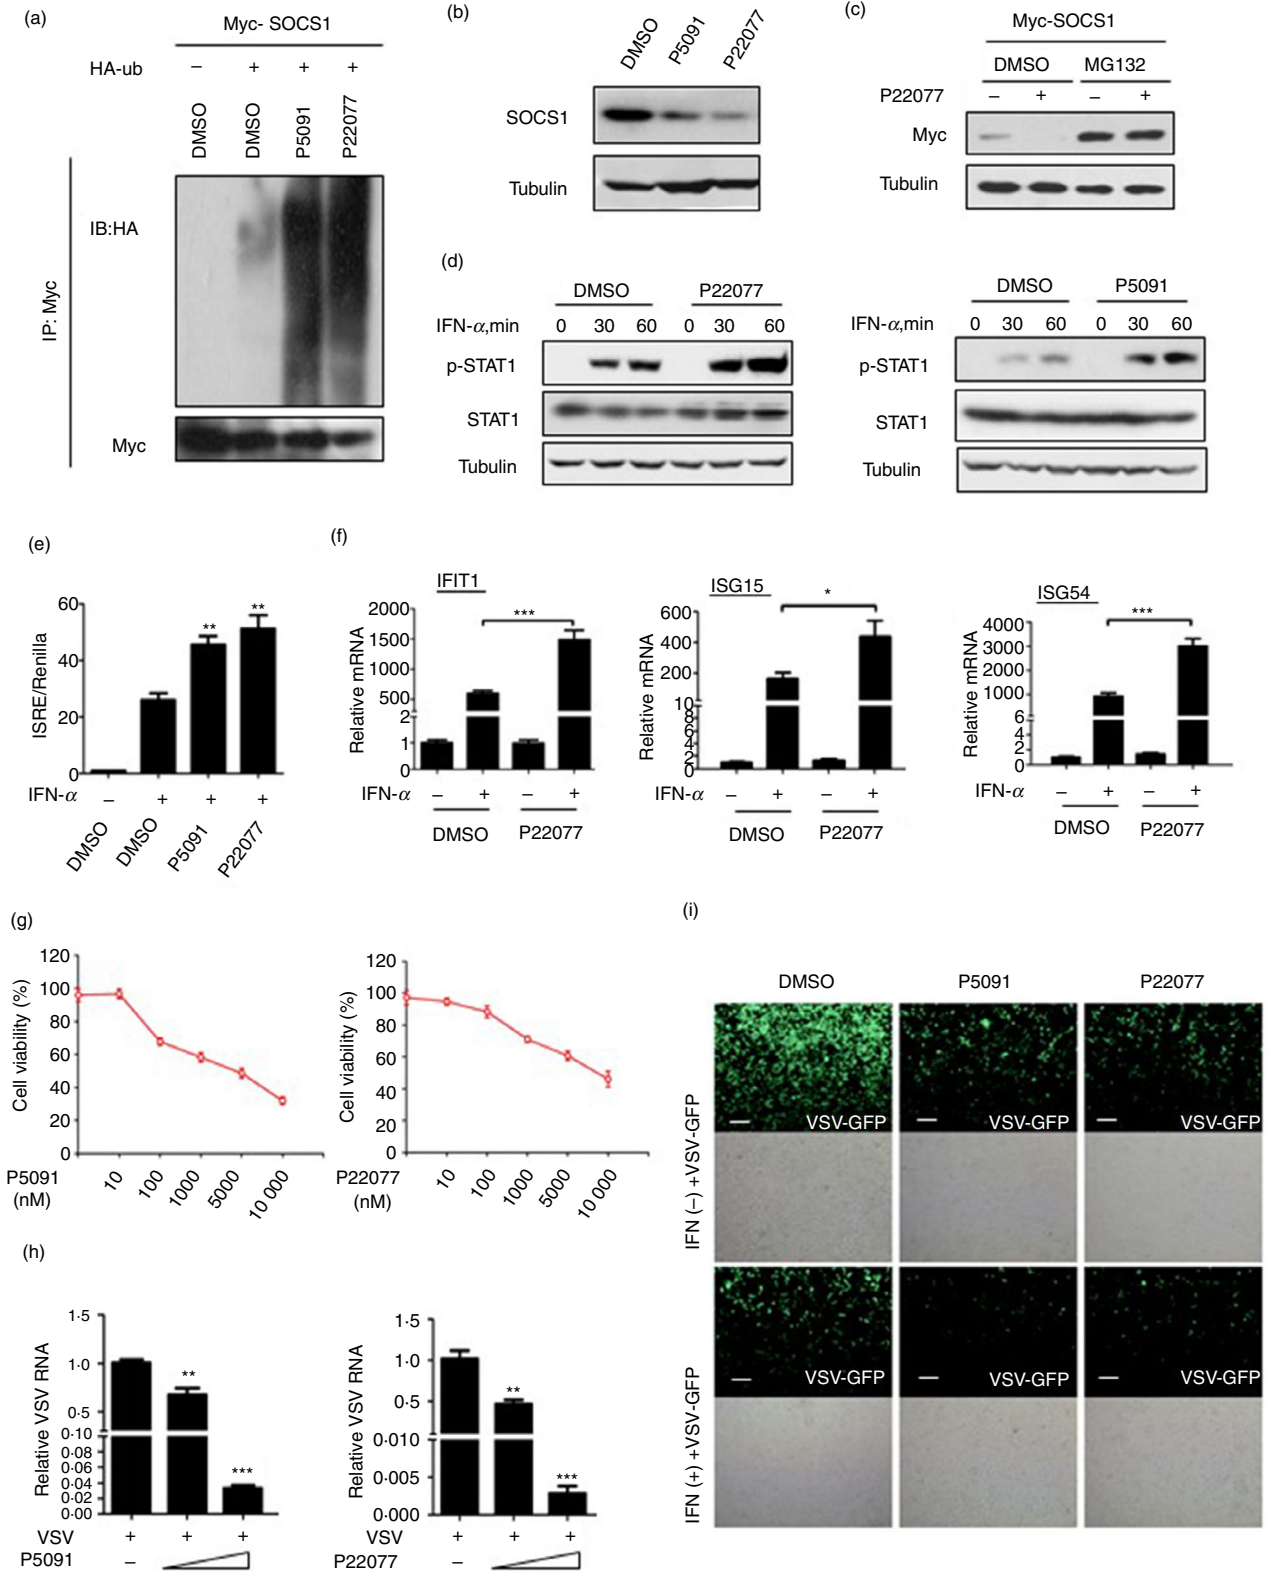 (a)
Myc- SOCS1
HA-ub – + + +
DMSO DMSO P5091 P22077
IP: Myc
IB:HA
Myc
(b)
DMSO P5091 P22077
SOCS1
Tubulin
(c)
Myc-SOCS1
DMSO MG132
P22077 – + – +
Myc
Tubulin
(d)
DMSO P22077
IFN-α,min 0 30 60 0 30 60
p-STAT1
STAT1
Tubulin
DMSO P5091
IFN-α,min 0 30 60 0 30 60
p-STAT1
STAT1
Tubulin
(e)
ISRE/Renilla
60
40
20
0
** **
IFN-α – + + +
DMSO DMSO P5091 P22077
(f)
IFIT1
Relative mRNA
2000
1500
1000
500
2
1
0
***
IFN-α – + – +
DMSO P22077
ISG15
Relative mRNA
600
400
200
10
8
6
4
2
0
*
IFN-α – + – +
DMSO P22077
ISG54
Relative mRNA
4000
3000
2000
1000
6
4
2
0
***
IFN-α – + – +
DMSO P22077
(g)
Cell viability (%)
120
100
80
60
40
20
0
P5091 (nM)
10 100 1000 5000 10 000
Cell viability (%)
120
100
80
60
40
20
0
P22077 (nM)
10 100 1000 5000 10 000
(h)
Relative VSV RNA
1·5
1·0
0·5
0·10
0·08
0·06
0·04
0·02
0·00
** ***
VSV + + +
P5091 –
Relative VSV RNA
1·5
1·0
0·5
0·010
0·005
0·000
** ***
VSV + + +
P22077 –
(i)
DMSO P5091 P22077
IFN (–) +VSV-GFP
VSV-GFP VSV-GFP VSV-GFP
IFN (+) +VSV-GFP
VSV-GFP VSV-GFP VSV-GFP